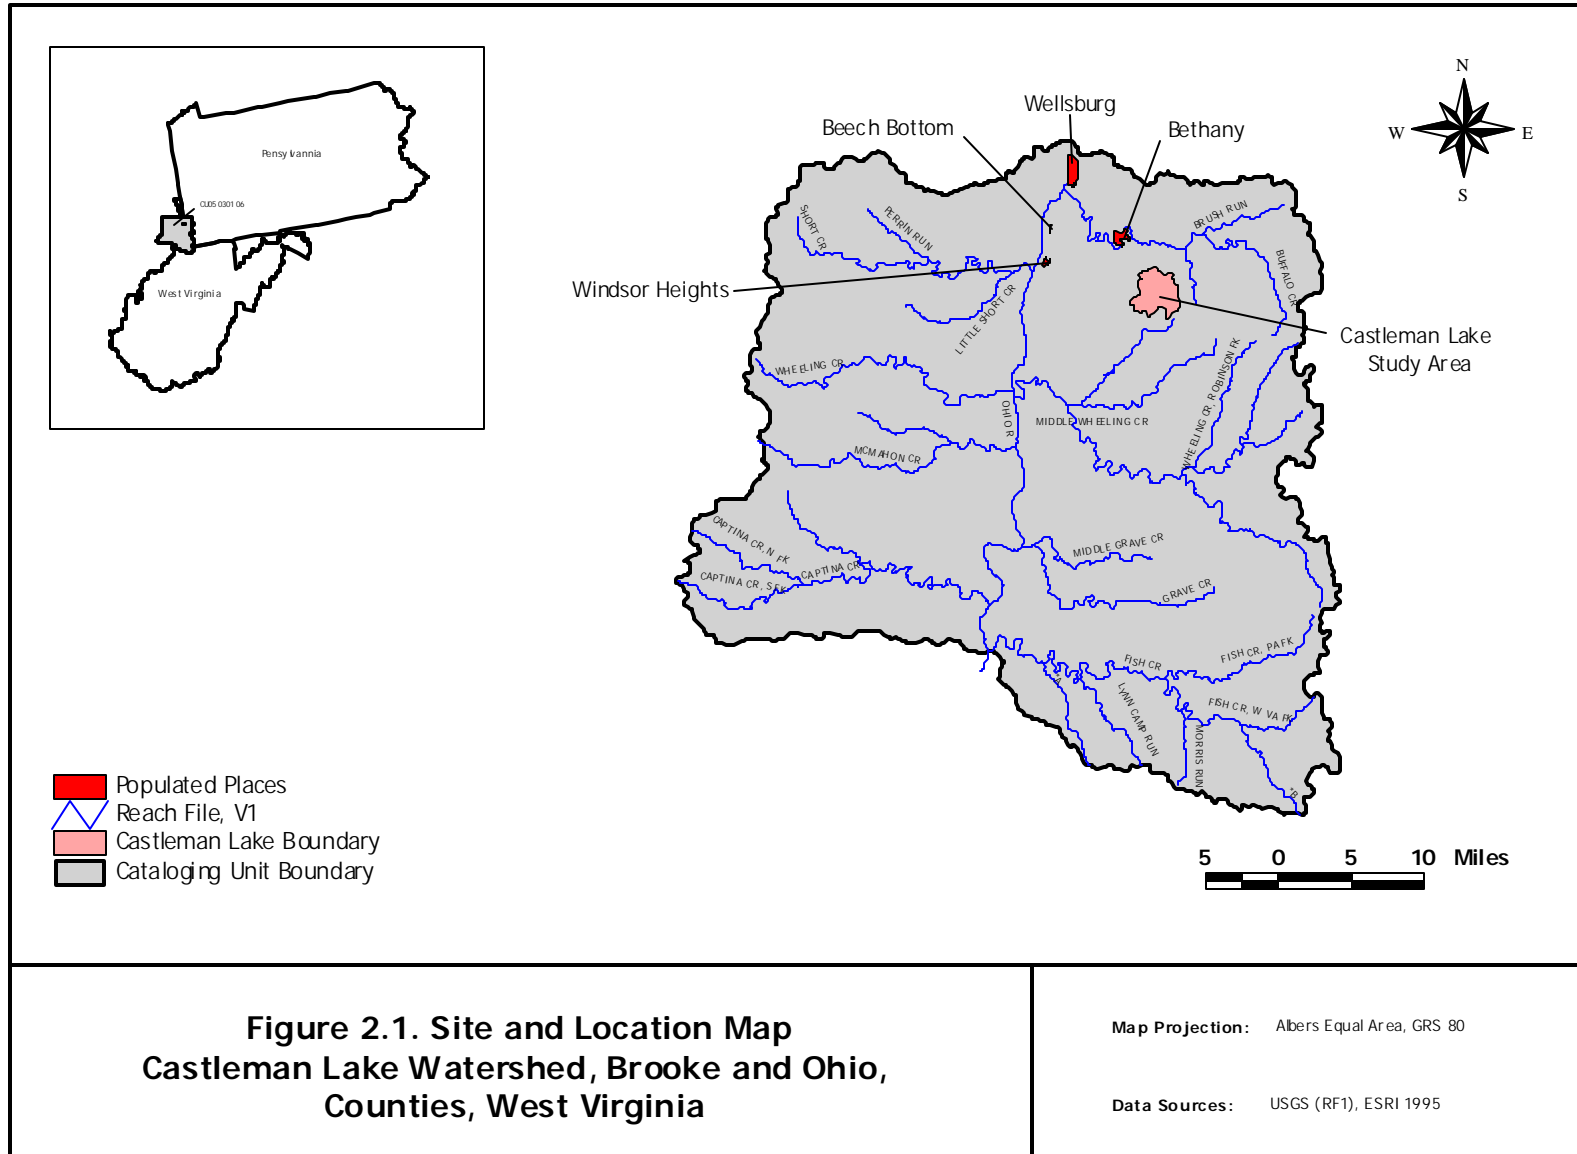 Pensylvannia
CU05030106
West Virginia
N
W
E
S
Wellsburg
Beech Bottom
Bethany
Windsor Heights
Castleman Lake
Study Area
SHORT CR
PERRIN RUN
BRUSH RUN
BUFFALO CR
LITTLE SHORT CR
WHEELING CR
WHEELING CR, ROBINSON FK
OHIO R
MIDDLE WHEELING CR
MCMAHON CR
CAPTINA CR, N FK
CAPTINA CR, S FK
CAPTINA CR
MIDDLE GRAVE CR
GRAVE CR
FISH CR
FISH CR, PA FK
FISH CR, W VA FK
*A
LYNN CAMP RUN
MORRIS RUN
*B
Populated Places
Reach File, V1
Castleman Lake Boundary
Cataloging Unit Boundary
5 0 5 10 Miles
Figure 2.1. Site and Location Map
Castleman Lake Watershed, Brooke and Ohio,
Counties, West Virginia
Map Projection: Albers Equal Area, GRS 80
Data Sources: USGS (RF1), ESRI 1995